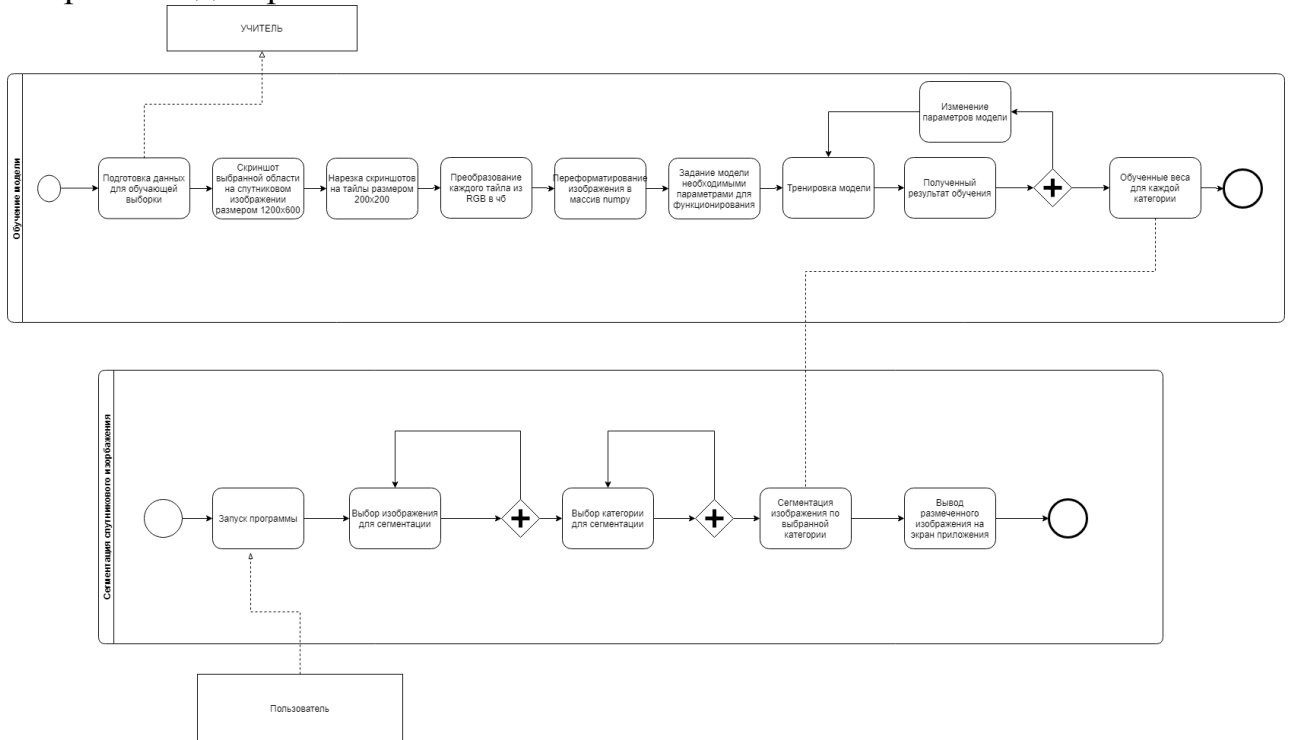 УЧИТЕЛЬ
Обучение модели
Изменение
параметров модели
Подготовка данных
для обучающей
выборки
Скриншот
выбранной области
на спутниковом
изображении
размером 1200х600
Нарезка скриншотов
на тайлы размером
200х200
Преобразование
каждого тайла из
RGB в чб
Переформатирование
изображения в
массив numpy
Задание модели
необходимыми
параметрами для
функционирования
Тренировка модели
Полученный
результат обучения
Обученные веса
для каждой
категории
Сегментация спутникового изорбажения
Запуск программы
Выбор изображения
для сегментации
Выбор категории
для сегментации
Сегментация
изображения по
выбранной
категории
Вывод
размеченного
изображения на
экран приложения
Пользователь